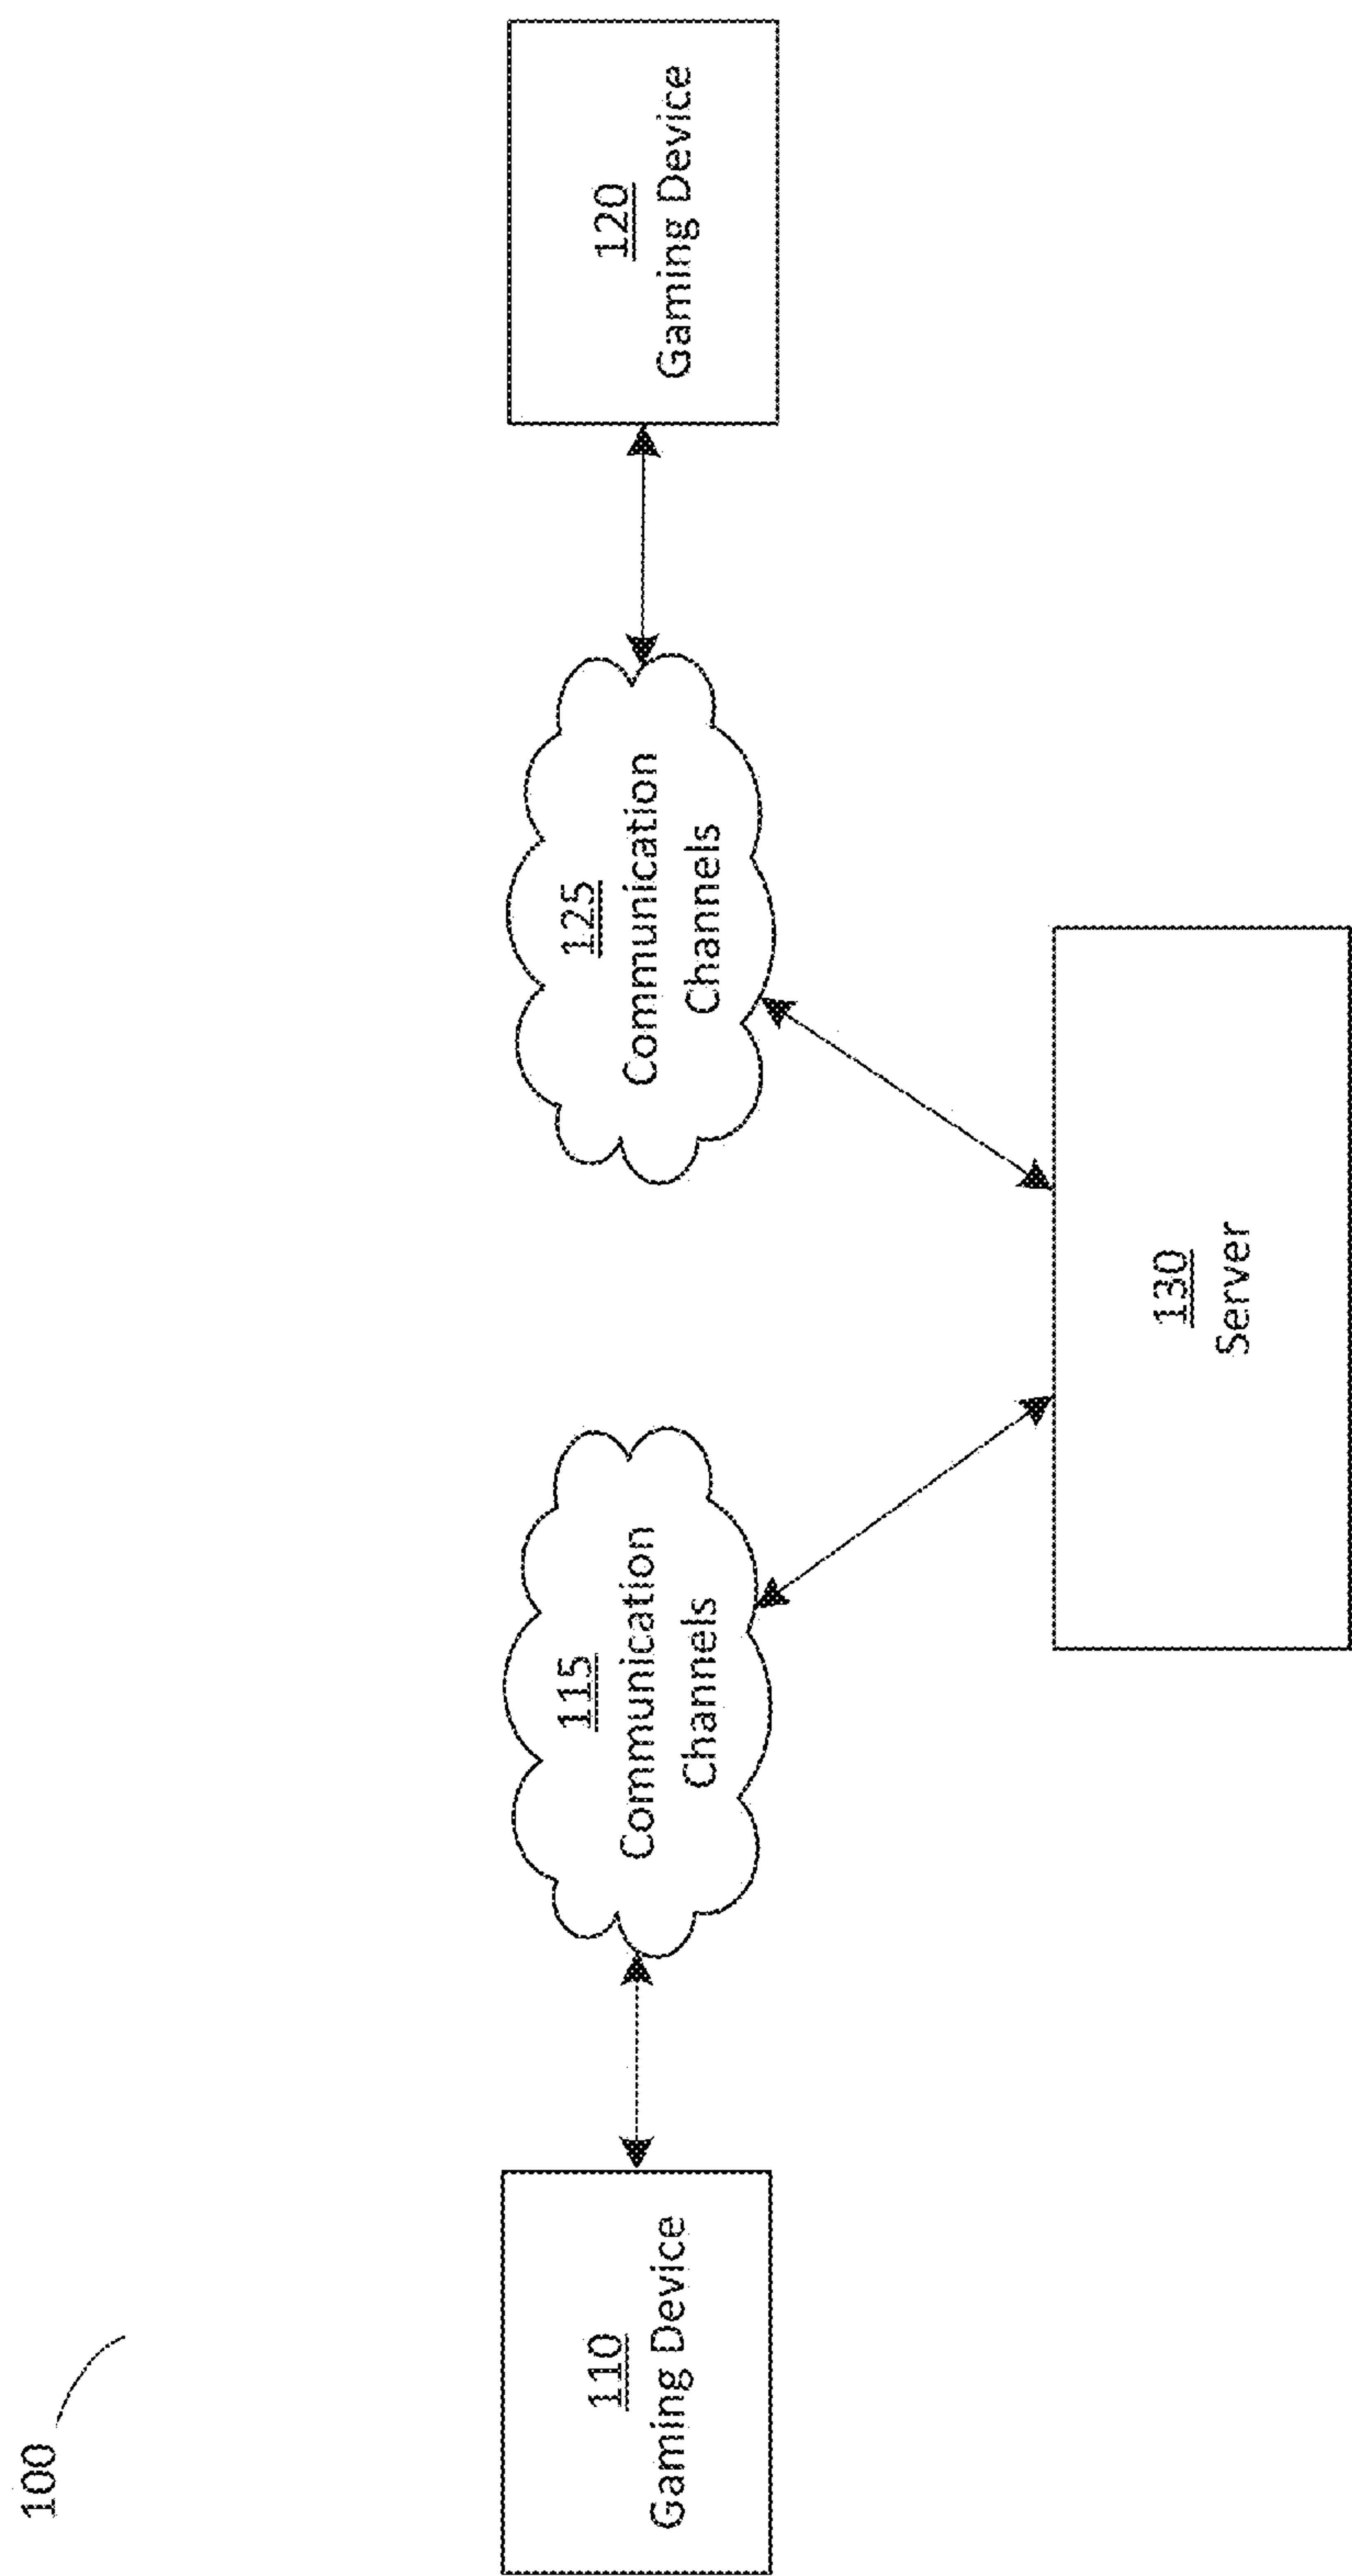 100
110
Gaming Device
115
Communication
Channels
125
Communication
Channels
120
Gaming Device
130
Server